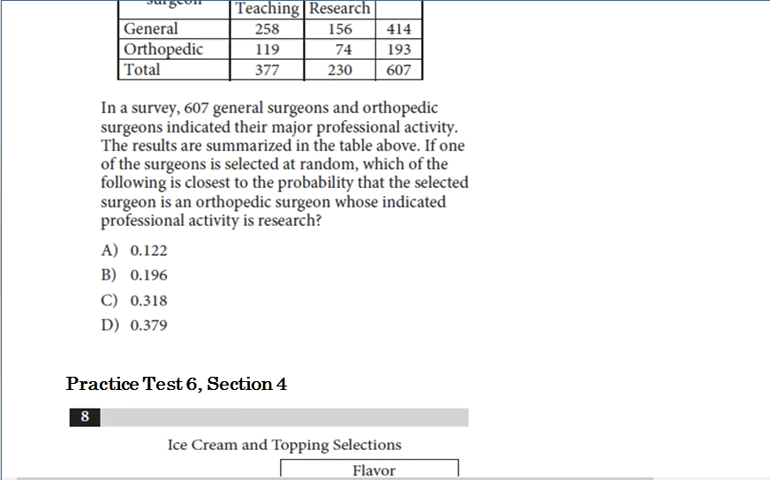 surgeon Teaching Research
General 258 156 414
Orthopedic 119 74 193
Total 377 230 607
In a survey, 607 general surgeons and orthopedic
surgeons indicated their major professional activity.
The results are summarized in the table above. If one
of the surgeons is selected at random, which of the
following is closest to the probability that the selected
surgeon is an orthopedic surgeon whose indicated
professional activity is research?
A) 0.122
B) 0.196
C) 0.318
D) 0.379
Practice Test 6, Section 4
8
Ice Cream and Topping Selections
Flavor